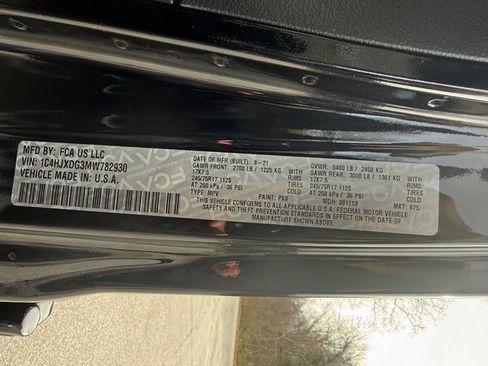 MFD BY: FCA US LLC
VIN: 1C4HJXDG3MW782930
VEHICLE MADE IN: U.S.A.
DATE OF MFR (BUILT): 8-21 GVWR: 5400 LB / 2450 KG
GAWR FRONT: 2700 LB / 1225 KG WITH GAWR REAR: 3000 LB / 1361 KG WITH
17X7.5 RIMS 17X7.5 RIMS
245/75R17 112S TIRES 245/75R17 112S TIRES
AT 250 kPa / 36 PSI COLD AT 250 kPa / 36 PSI COLD
TYPE: MPV PAINT: PX8 MDH: 081113 MKT: 675
THIS VEHICLE CONFORMS TO ALL APPLICABLE U.S.A. FEDERAL MOTOR VEHICLE
SAFETY AND THEFT PREVENTION STANDARDS IN EFFECT ON THE DATE OF MANUFACTURE
SHOWN ABOVE.